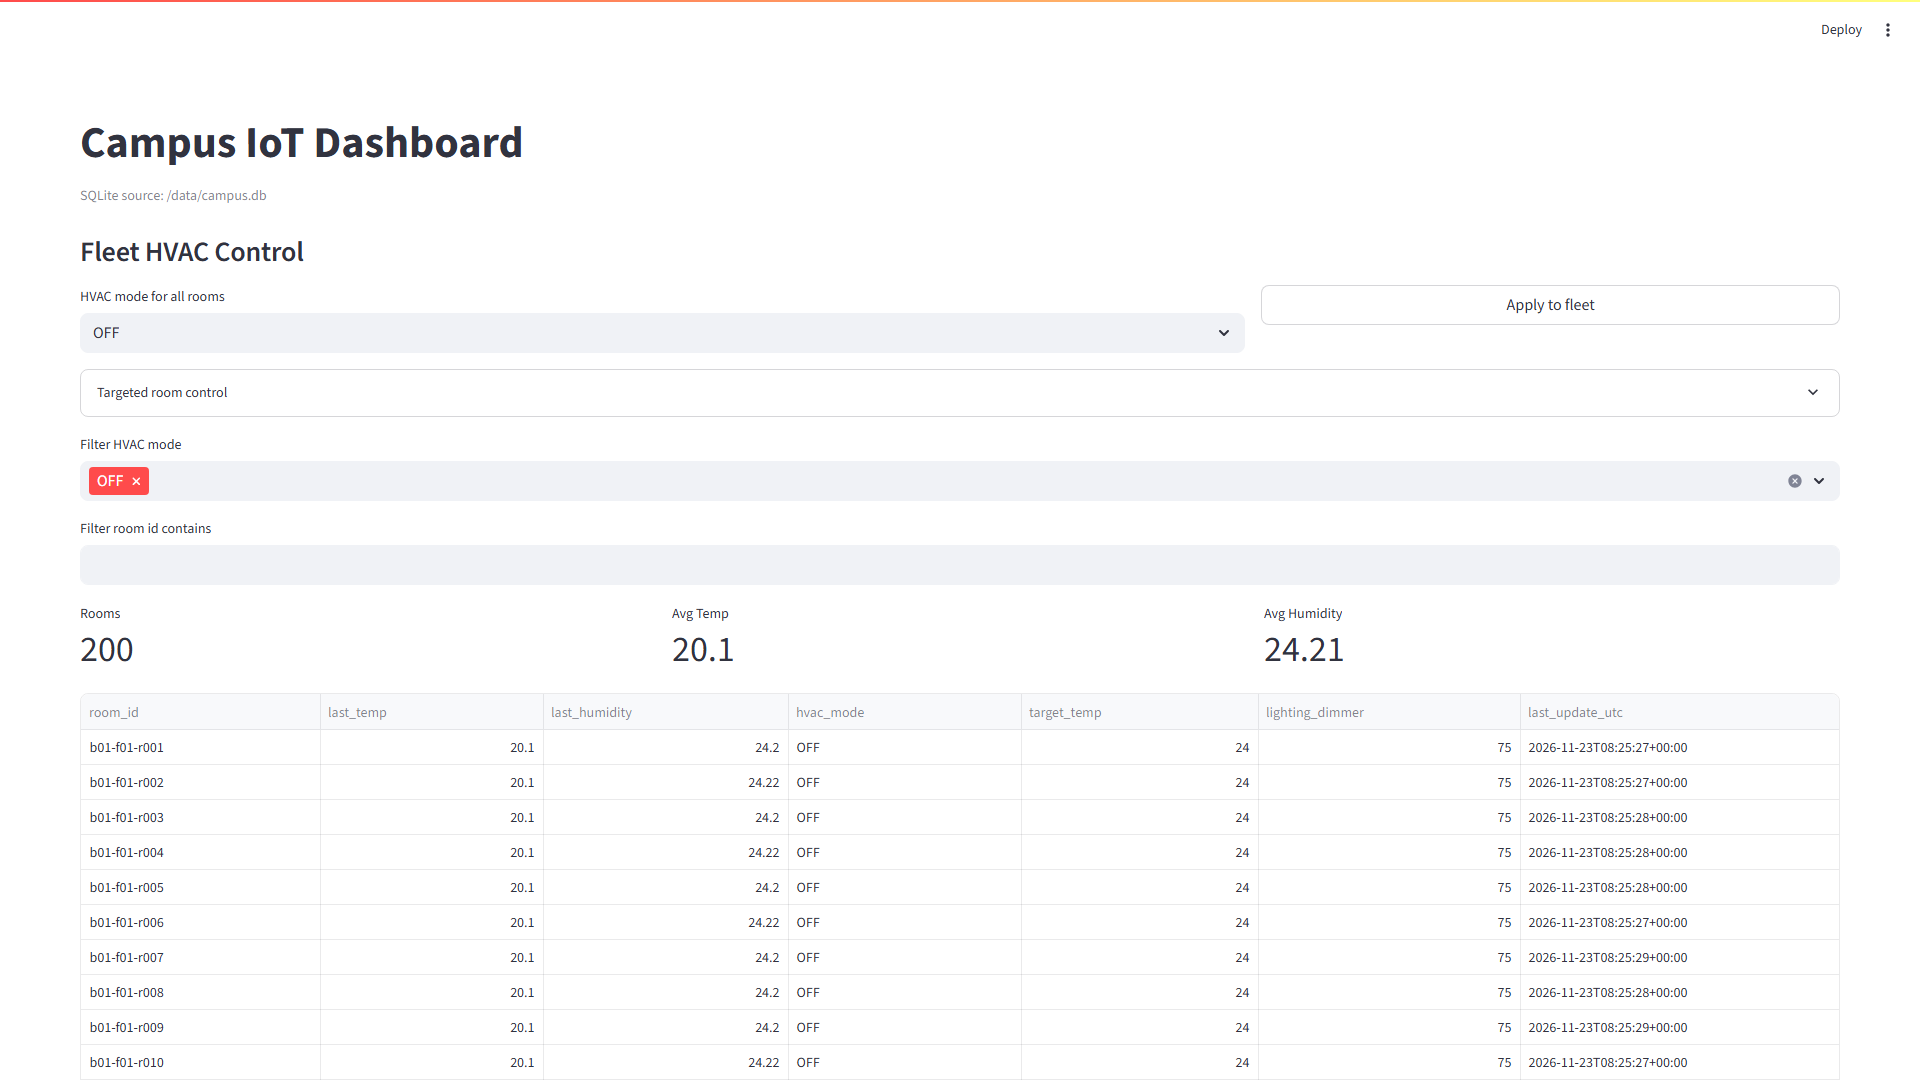 Deploy
Campus IoT Dashboard
SQLite source: /data/campus.db
Fleet HVAC Control
HVAC mode for all rooms
Apply to fleet
OFF
Targeted room control
Filter HVAC mode
OFF
Filter room id contains
Rooms Avg Temp Avg Humidity
200 20.1 24.21
room_id last_temp last_humidity hvac_mode target_temp lighting_dimmer last_update_utc
b01-f01-r001 20.1 24.2 OFF 24 75 2026-11-23T08:25:27+00:00
b01-f01-r002 20.1 24.22 OFF 24 75 2026-11-23T08:25:27+00:00
b01-f01-r003 20.1 24.2 OFF 24 75 2026-11-23T08:25:28+00:00
b01-f01-r004 20.1 24.22 OFF 24 75 2026-11-23T08:25:28+00:00
b01-f01-r005 20.1 24.2 OFF 24 75 2026-11-23T08:25:28+00:00
b01-f01-r006 20.1 24.22 OFF 24 75 2026-11-23T08:25:27+00:00
b01-f01-r007 20.1 24.2 OFF 24 75 2026-11-23T08:25:29+00:00
b01-f01-r008 20.1 24.2 OFF 24 75 2026-11-23T08:25:28+00:00
b01-f01-r009 20.1 24.2 OFF 24 75 2026-11-23T08:25:29+00:00
b01-f01-r010 20.1 24.22 OFF 24 75 2026-11-23T08:25:27+00:00